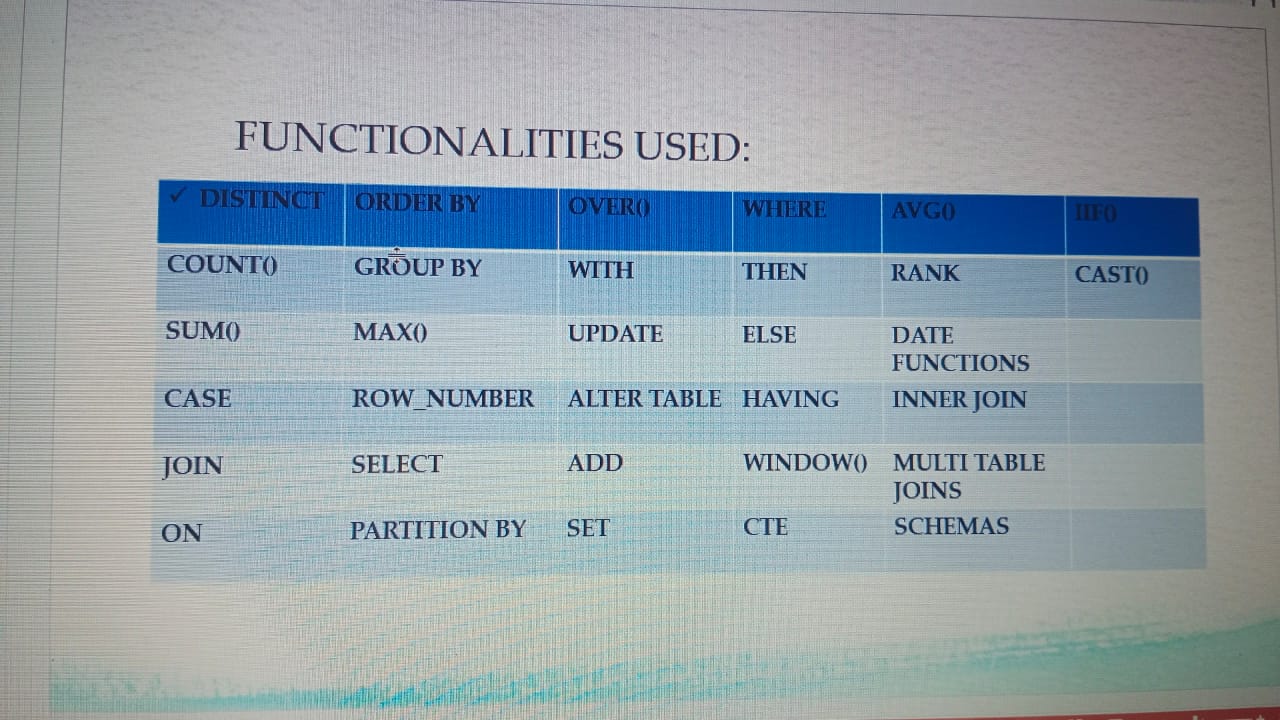 FUNCTIONALITIES USED:
✓ DISTINCT ORDER BY OVER() WHERE AVG() IIF()
COUNT() GROUP BY WITH THEN RANK CAST()
SUM() MAX() UPDATE ELSE DATE
FUNCTIONS
CASE ROW_NUMBER ALTER TABLE HAVING INNER JOIN
JOIN SELECT ADD WINDOW() MULTI TABLE
JOINS
ON PARTITION BY SET CTE SCHEMAS